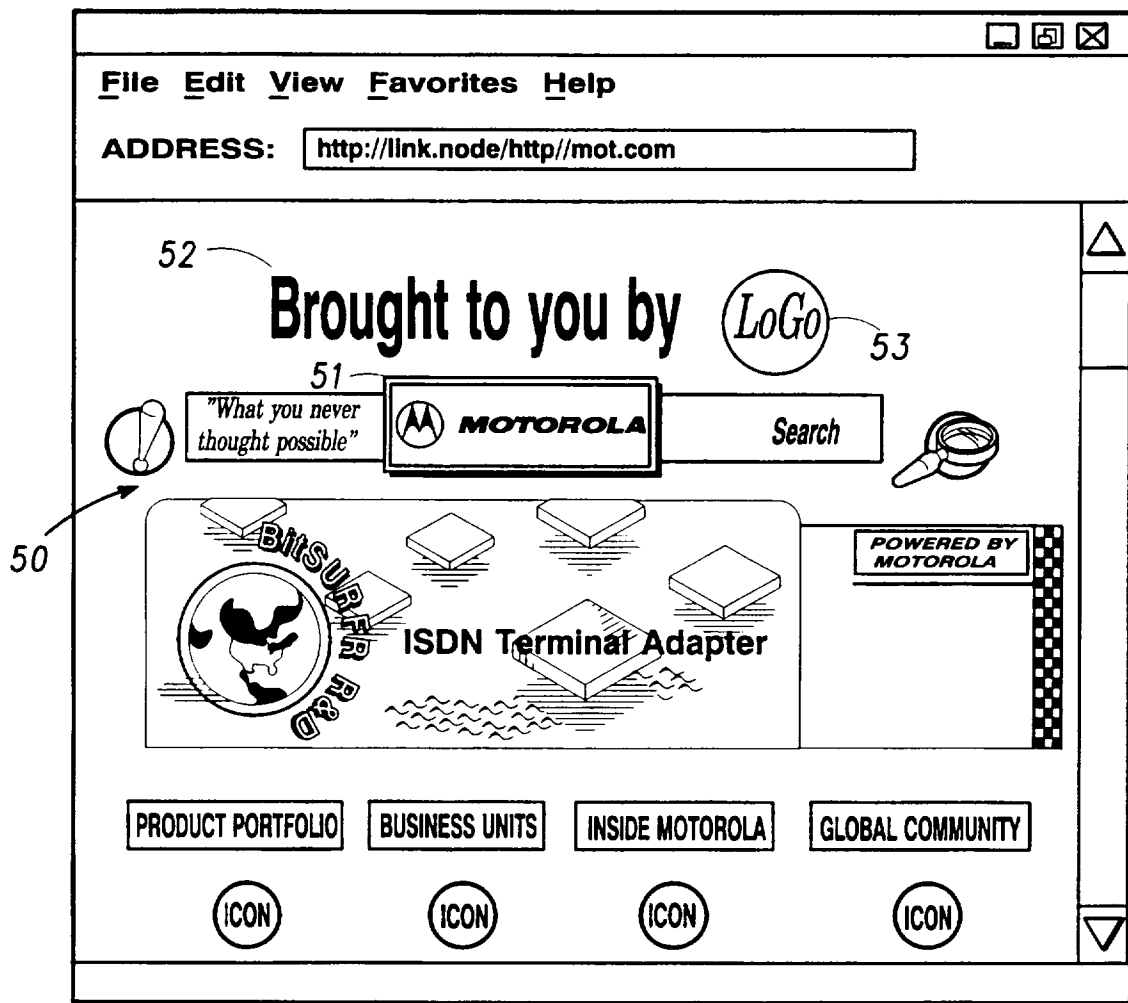 File Edit View Favorites Help
ADDRESS: http://link.node/http//mot.com
52
Brought to you by LoGo
53
51
"What you never
thought possible"
MOTOROLA
Search
50
BitSURFR R&D
ISDN Terminal Adapter
POWERED BY
MOTOROLA
PRODUCT PORTFOLIO BUSINESS UNITS INSIDE MOTOROLA GLOBAL COMMUNITY
ICON ICON ICON ICON